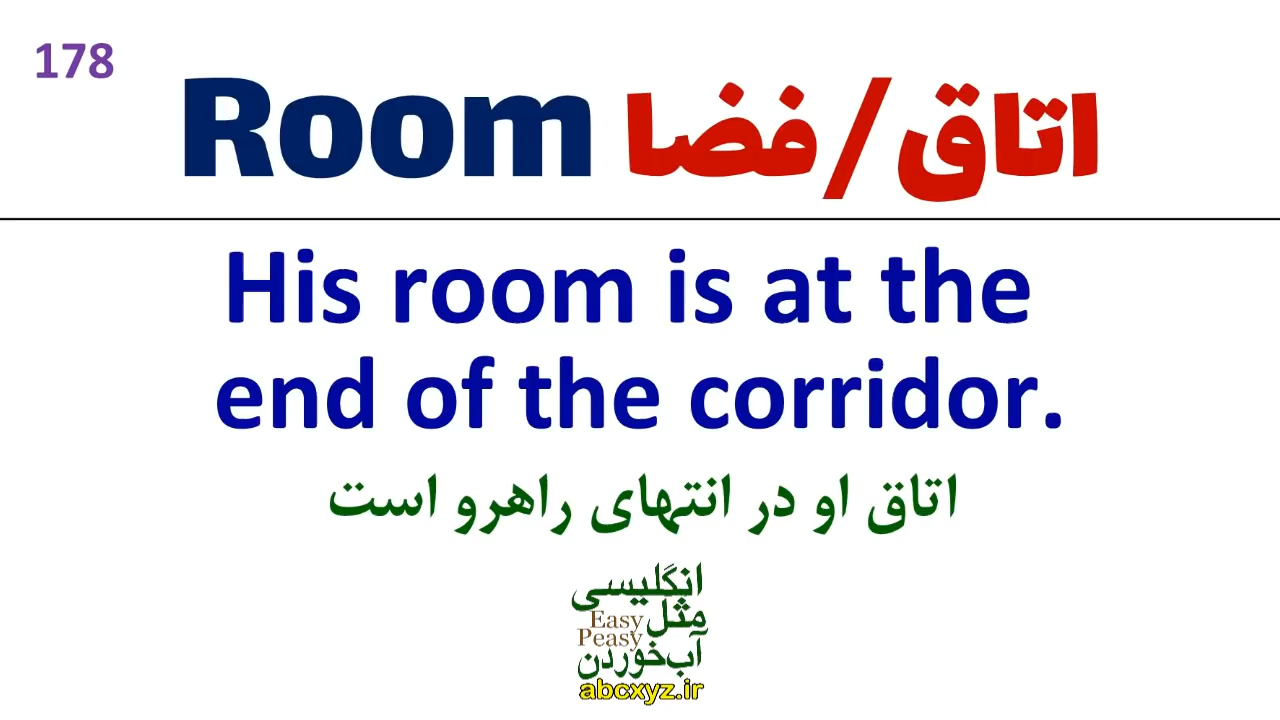 178
Room اتاق/فضا
His room is at the
end of the corridor.
اتاق او در انتهای راهرو است
انگلیسی
مثل Easy
Peasy
آب‌خوردن
abcxyz.ir